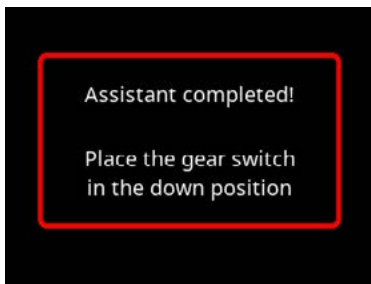 Assistant completed!
Place the gear switch
in the down position